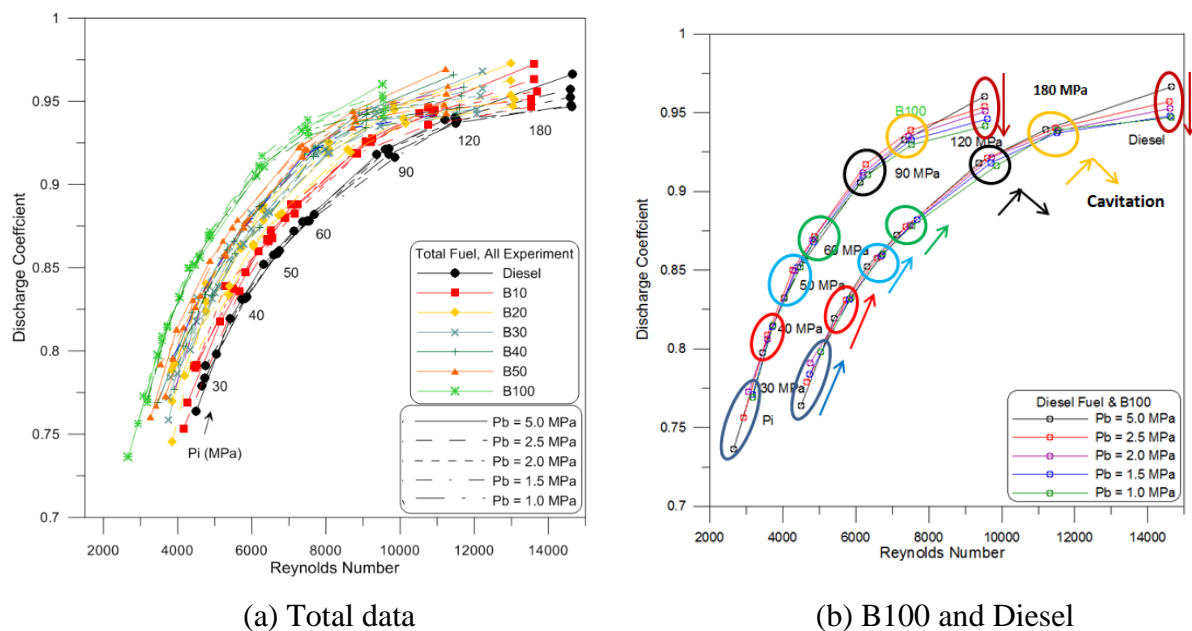 1
0.95
0.9
0.85
0.8
0.75
0.7
Discharge Coeffcient
2000 4000 6000 8000 10000 12000 14000
Reynolds Number
30
40
50
60
90
120
180
Pi (MPa)
Total Fuel, All Experiment
Diesel
B10
B20
B30
B40
B50
B100
Pb = 5.0 MPa
Pb = 2.5 MPa
Pb = 2.0 MPa
Pb = 1.5 MPa
Pb = 1.0 MPa
(a) Total data
1
0.95
0.9
0.85
0.8
0.75
0.7
Discharge Coeffcient
2000 4000 6000 8000 10000 12000 14000
Reynolds Number
B100
180 MPa
120 MPa
Diesel
90 MPa
Cavitation
60 MPa
50 MPa
40 MPa
30 MPa
Pi
Diesel Fuel & B100
Pb = 5.0 MPa
Pb = 2.5 MPa
Pb = 2.0 MPa
Pb = 1.5 MPa
Pb = 1.0 MPa
(b) B100 and Diesel